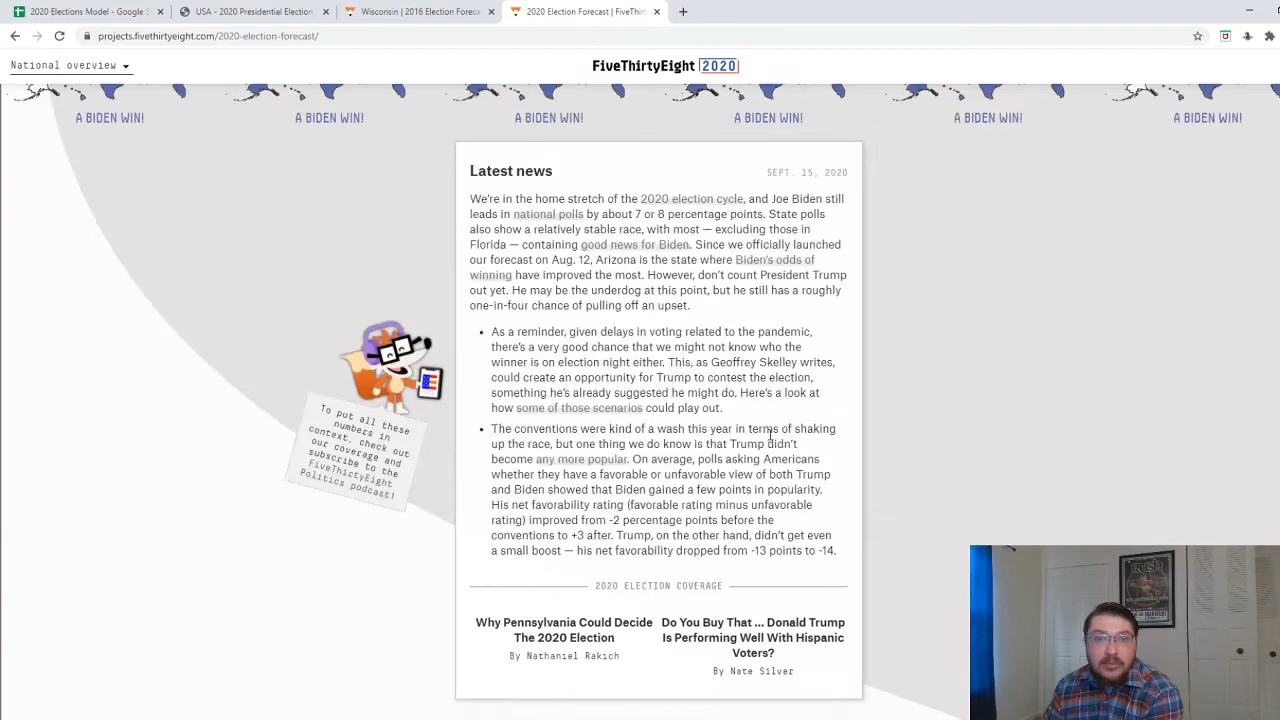 2020 Elections Model - Google S
USA - 2020 Presidential Election
Wisconsin | 2016 Election Foreca
2020 Election Forecast | FiveThir
projects.fivethirtyeight.com/2020-election-forecast/
National overview
FiveThirtyEight 2020
A BIDEN WIN! A BIDEN WIN! A BIDEN WIN! A BIDEN WIN! A BIDEN WIN! A BIDEN WIN!
Latest news
SEPT. 15, 2020
We're in the home stretch of the 2020 election cycle, and Joe Biden still
leads in national polls by about 7 or 8 percentage points. State polls
also show a relatively stable race, with most — excluding those in
Florida — containing good news for Biden. Since we officially launched
our forecast on Aug. 12, Arizona is the state where Biden's odds of
winning have improved the most. However, don't count President Trump
out yet. He may be the underdog at this point, but he still has a roughly
one-in-four chance of pulling off an upset.
• As a reminder, given delays in voting related to the pandemic,
there's a very good chance that we might not know who the
winner is on election night either. This, as Geoffrey Skelley writes,
could create an opportunity for Trump to contest the election,
something he's already suggested he might do. Here's a look at
how some of those scenarios could play out.
• The conventions were kind of a wash this year in terms of shaking
up the race, but one thing we do know is that Trump didn't
become any more popular. On average, polls asking Americans
whether they have a favorable or unfavorable view of both Trump
and Biden showed that Biden gained a few points in popularity.
His net favorability rating (favorable rating minus unfavorable
rating) improved from -2 percentage points before the
conventions to +3 after. Trump, on the other hand, didn't get even
a small boost — his net favorability dropped from -13 points to -14.
To put all these
numbers in
context, check out
our coverage and
subscribe to the
FiveThirtyEight
Politics podcast!
2020 ELECTION COVERAGE
Why Pennsylvania Could Decide
The 2020 Election
By Nathaniel Rakich
Do You Buy That ... Donald Trump
Is Performing Well With Hispanic
Voters?
By Nate Silver
Rush